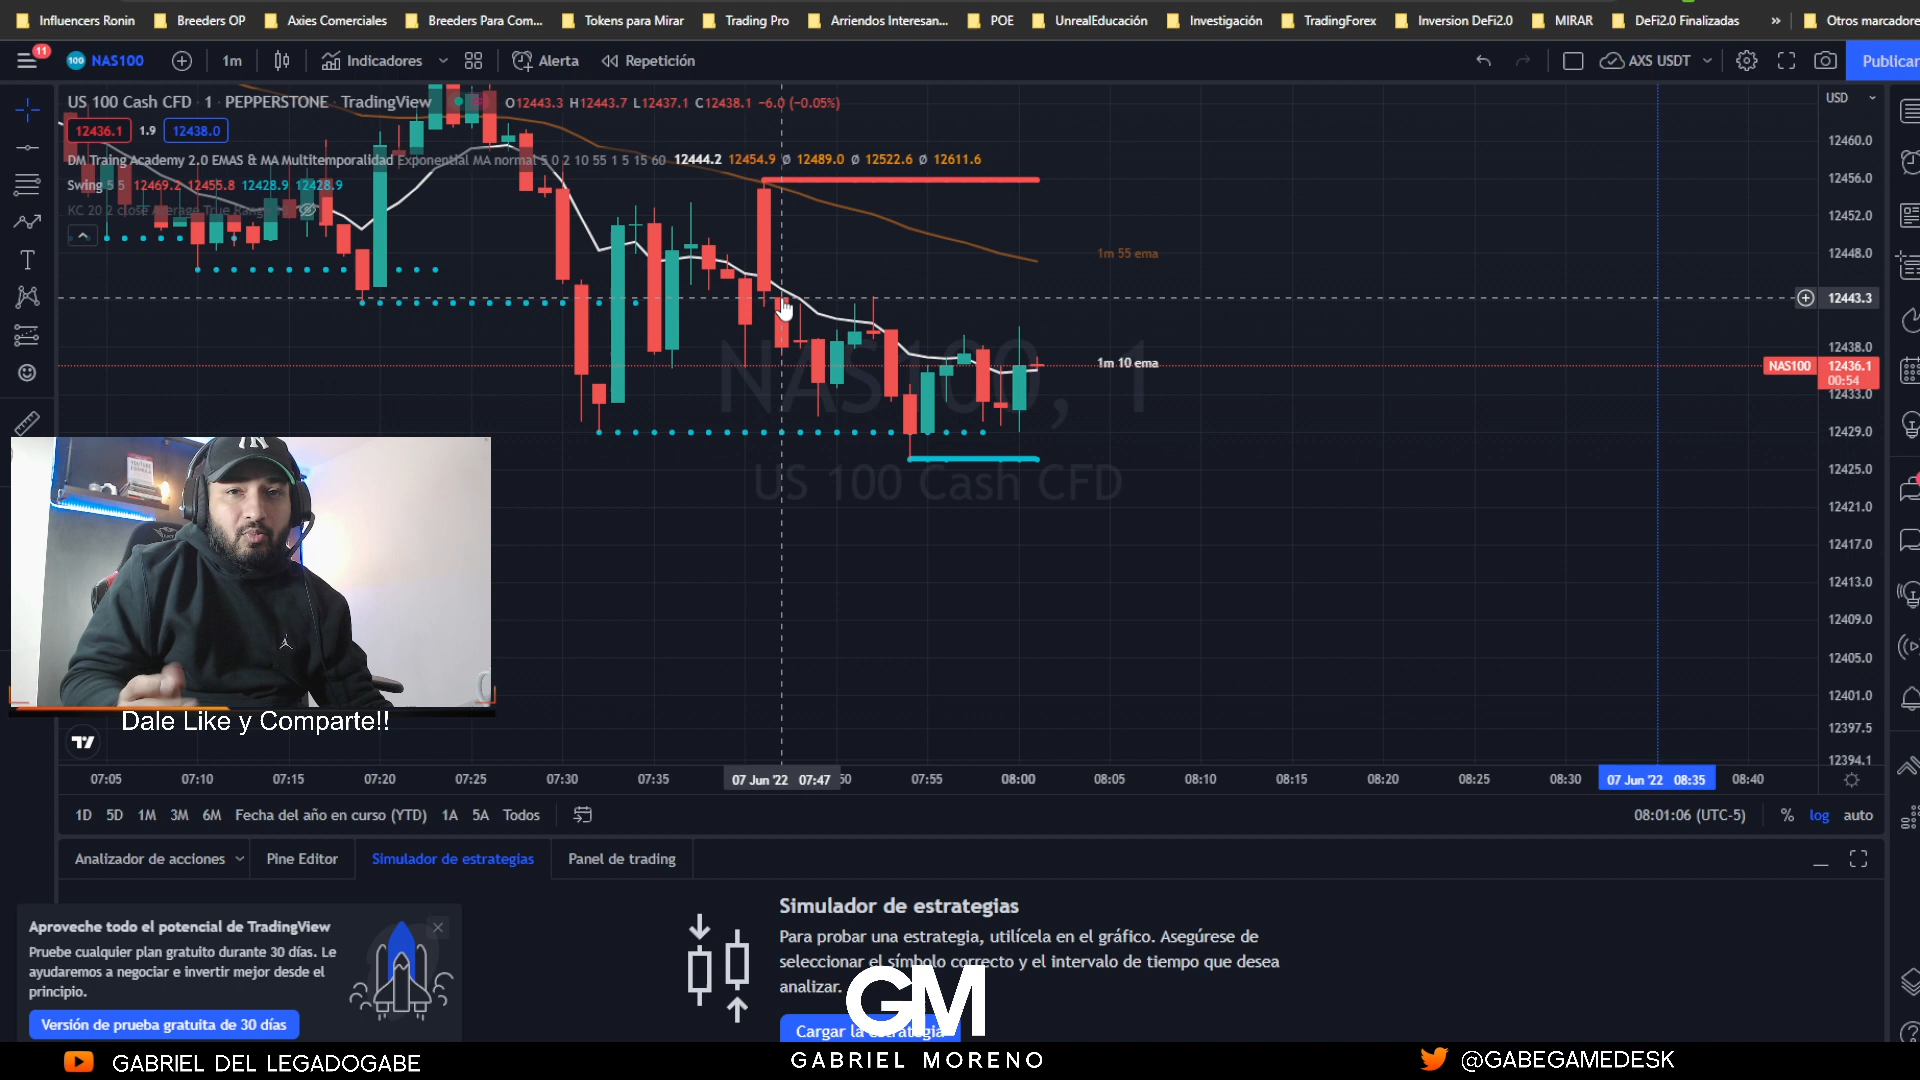 Influencers Ronin Breeders OP Axies Comerciales Breeders Para Com... Tokens para Mirar Trading Pro Arriendos Interesan... POE UnrealEducación Investigación TradingForex Inversion DeFi2.0 MIRAR DeFi2.0 Finalizadas » Otros marcadore
11 100 NAS100 1m Indicadores Alerta Repetición AXS USDT Publicar
US 100 Cash CFD · 1 · PEPPERSTONE · TradingView O12443.3 H12443.7 L12437.1 C12438.1 -6.0 (-0.05%)
USD
12436.1 1.9 12438.0
DM Traing Academy 2.0 EMAS & MA Multitemporalidad Exponential MA normal 5 0 2 10 55 1 5 15 60 12444.2 12454.9 Ø 12489.0 Ø 12522.6 Ø 12611.6
Swing 5 5 12469.2 12455.8 12428.9 12428.9
KC 20 2 close Average True Range
12460.0
12456.0
12452.0
12448.0
1m 55 ema
12443.3
12438.0
1m 10 ema
NAS100 12436.1
00:54
12433.0
NAS100, 1
12429.0
12425.0
US 100 Cash CFD
12421.0
12417.0
12413.0
12409.0
12405.0
12401.0
12397.5
12394.1
IN
Dale Like y Comparte!!
07:05 07:10 07:15 07:20 07:25 07:30 07:35 07 Jun '22 07:47 50 07:55 08:00 08:05 08:10 08:15 08:20 08:25 08:30 07 Jun '22 08:35 08:40
1D 5D 1M 3M 6M Fecha del año en curso (YTD) 1A 5A Todos 08:01:06 (UTC-5) % log auto
Analizador de acciones Pine Editor Simulador de estrategias Panel de trading
Aproveche todo el potencial de TradingView
Pruebe cualquier plan gratuito durante 30 días. Le
ayudaremos a negociar e invertir mejor desde el
principio.
Versión de prueba gratuita de 30 días
Simulador de estrategias
Para probar una estrategia, utilícela en el gráfico. Asegúrese de
seleccionar el símbolo correcto y el intervalo de tiempo que desea
analizar.
Cargar la estrategia
GM
GABRIEL DEL LEGADOGABE
GABRIEL MORENO
@GABEGAMEDESK